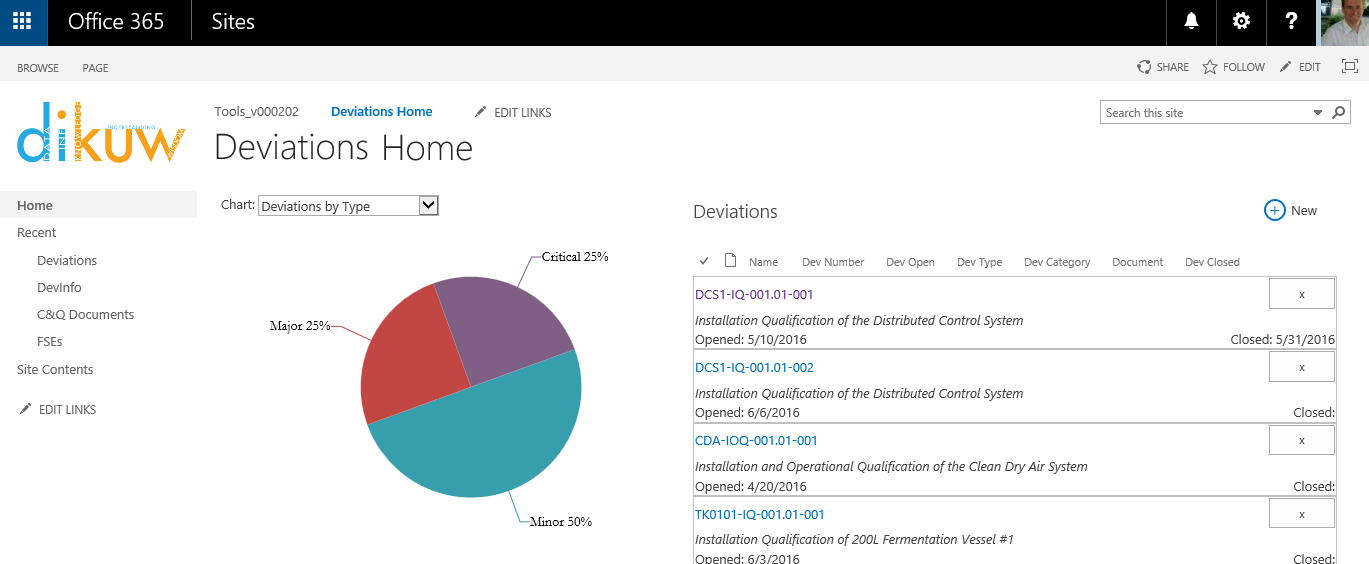 Office 365 Sites ?
BROWSE PAGE SHARE FOLLOW EDIT
dikuw
Tools_v000202 Deviations Home EDIT LINKS
Search this site
Deviations Home
Home
Recent
Deviations
DevInfo
C&Q Documents
FSEs
Site Contents
EDIT LINKS
Chart: Deviations by Type
Critical 25%
Major 25%
Minor 50%
Deviations
New
Name Dev Number Dev Open Dev Type Dev Category Document Dev Closed
DCS1-IQ-001.01-001 x
Installation Qualification of the Distributed Control System
Opened: 5/10/2016 Closed: 5/31/2016
DCS1-IQ-001.01-002 x
Installation Qualification of the Distributed Control System
Opened: 6/6/2016 Closed:
CDA-IOQ-001.01-001 x
Installation and Operational Qualification of the Clean Dry Air System
Opened: 4/20/2016 Closed:
TK0101-IQ-001.01-001 x
Installation Qualification of 200L Fermentation Vessel #1
Opened: 6/3/2016 Closed: